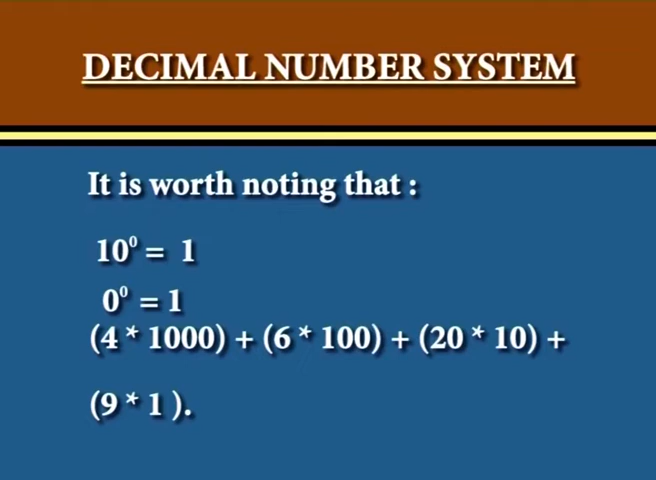 DECIMAL NUMBER SYSTEM
It is worth noting that :
10⁰ = 1
0⁰ = 1
(4 * 1000) + (6 * 100) + (20 * 10) +
(9 * 1 ).